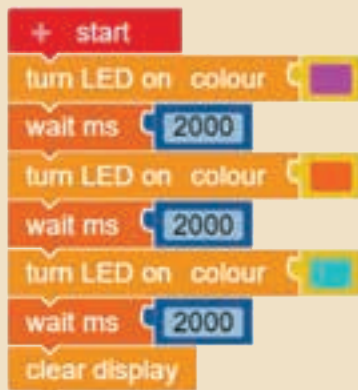 + start
turn LED on colour
wait ms 2000
turn LED on colour
wait ms 2000
turn LED on colour
wait ms 2000
clear display